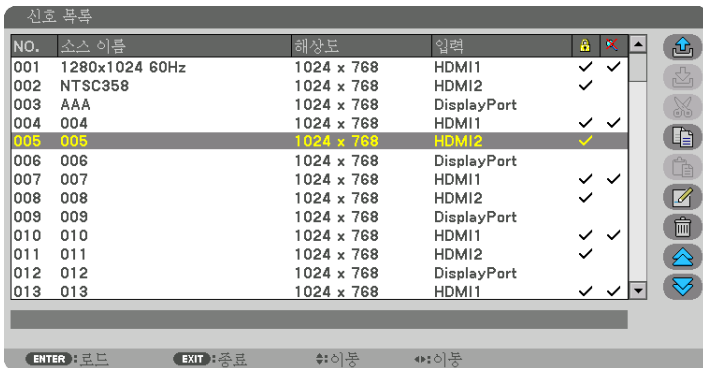 신호 목록
NO. 소스 이름 해상도 입력
001 1280x1024 60Hz 1024 x 768 HDMI1 ✓ ✓
002 NTSC358 1024 x 768 HDMI2 ✓
003 AAA 1024 x 768 DisplayPort
004 004 1024 x 768 HDMI1 ✓ ✓
005 005 1024 x 768 HDMI2 ✓
006 006 1024 x 768 DisplayPort
007 007 1024 x 768 HDMI1 ✓ ✓
008 008 1024 x 768 HDMI2 ✓
009 009 1024 x 768 DisplayPort
010 010 1024 x 768 HDMI1 ✓ ✓
011 011 1024 x 768 HDMI2 ✓
012 012 1024 x 768 DisplayPort
013 013 1024 x 768 HDMI1 ✓ ✓
ENTER :로드 EXIT :종료 :이동 :이동